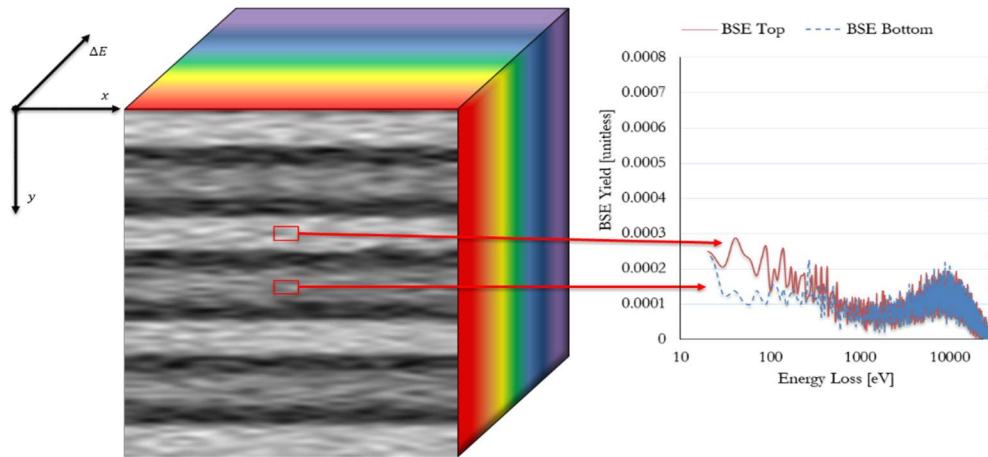 ΔE
x
y
BSE Top
BSE Bottom
BSE Yield [unitless]
0.0008
0.0007
0.0006
0.0005
0.0004
0.0003
0.0002
0.0001
0
10
100
1000
10000
Energy Loss [eV]